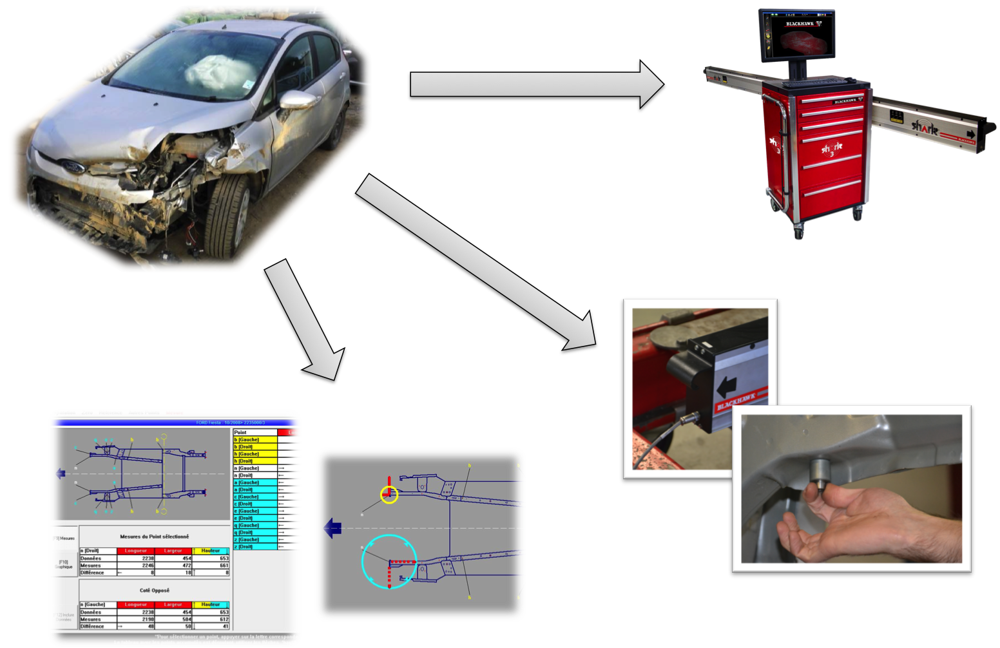 BLACKHAWK
BLACKHAWK
shark
shark
3
sh
3
shark
BLACKHAWK
BLACKHAWK
FORD Fiesta : 10/2008> 2235000/3
Point
b (Gauche)
b (Droit)
h (Gauche)
h (Droit)
n (Gauche)
n (Droit)
a (Gauche)
a (Droit)
c (Gauche)
c (Droit)
e (Gauche)
e (Droit)
q (Gauche)
q (Droit)
z (Gauche)
z (Droit)
n
n
h
h
h
b
Mesures
[F10]
Graphique
Mesures du Point sélectionné
n (Droit) Longueur Largeur Hauteur
Données 2238 454 653
Mesures 2246 472 661
Différence ← 8 18 ↑ 8
Coté Opposé
n (Gauche) Longueur Largeur Hauteur
Données 2238 454 653
Mesures 2190 504 612
Différence → 48 50 ↓ 41
"Pour sélectionner un point, appuyer sur la lettre
h
n
n
h